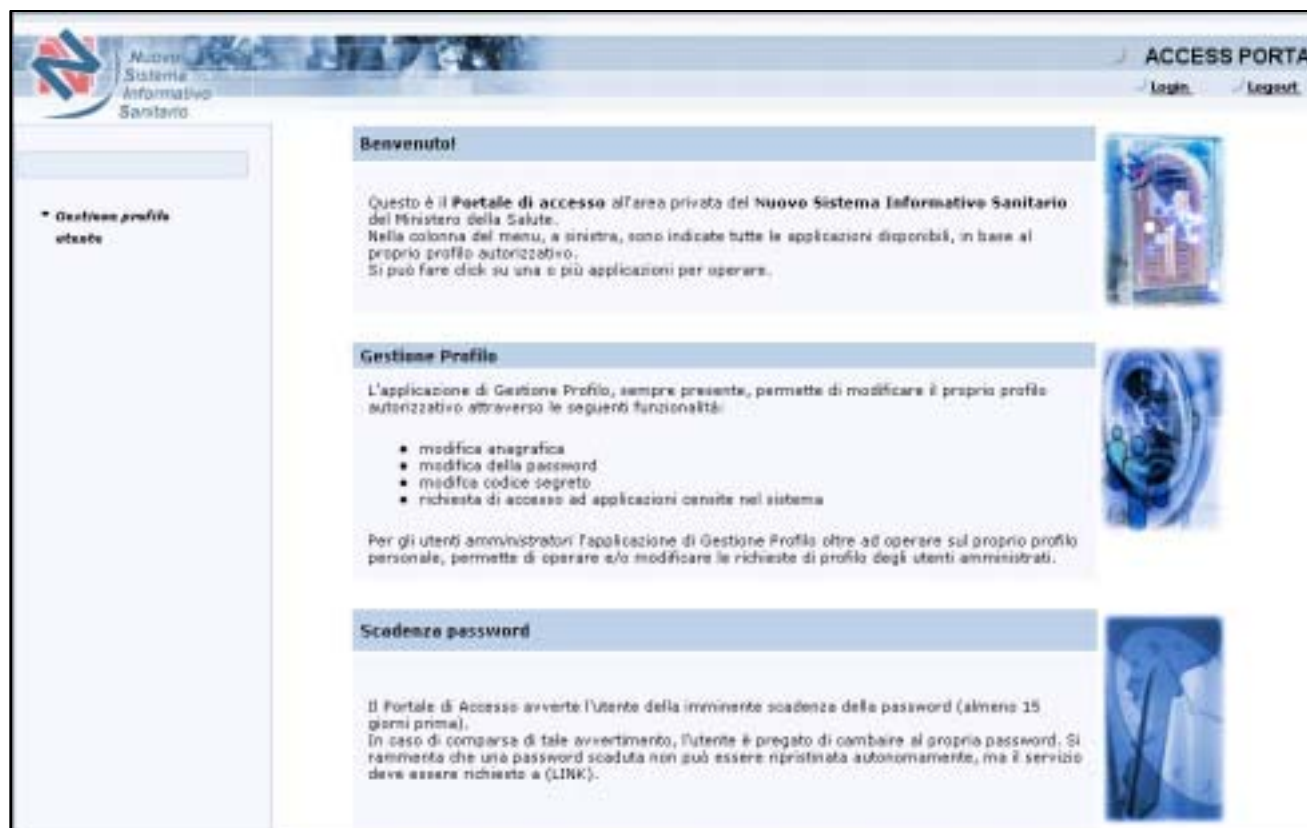 Nuovo
Sistema
Informativo
Sanitario
ACCESS PORTA
Login Logout
Gestione profilo
utente
Benvenuto!
Questo è il Portale di accesso all'area privata del Nuovo Sistema Informativo Sanitario
del Ministero della Salute.
Nella colonna del menu, a sinistra, sono indicate tutte le applicazioni disponibili, in base al
proprio profilo autorizzativo.
Si può fare click su una o più applicazioni per operare.
Gestione Profilo
L'applicazione di Gestione Profilo, sempre presente, permette di modificare il proprio profilo
autorizzativo attraverso le seguenti funzionalità:
• modifica anagrafica
• modifica della password
• modifca codice segreto
• richiesta di accesso ad applicazioni censite nel sistema
Per gli utenti amministratori l'applicazione di Gestione Profilo oltre ad operare sul proprio profilo
personale, permette di operare e/o modificare le richieste di profilo degli utenti amministrati.
Scadenza password
Il Portale di Accesso avverte l'utente della imminente scadenza della password (almeno 15
giorni prima).
In caso di comparsa di tale avvertimento, l'utente è pregato di cambaire al propria password. Si
rammenta che una password scaduta non può essere ripristinata autonomamente, ma il servizio
deve essere richiesto a (LINK).